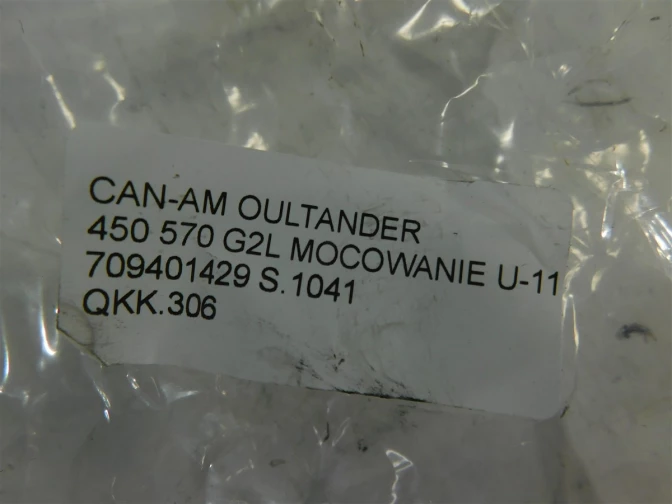 CAN-AM OULTANDER
450 570 G2L MOCOWANIE U-11
709401429 S.1041
QKK.306